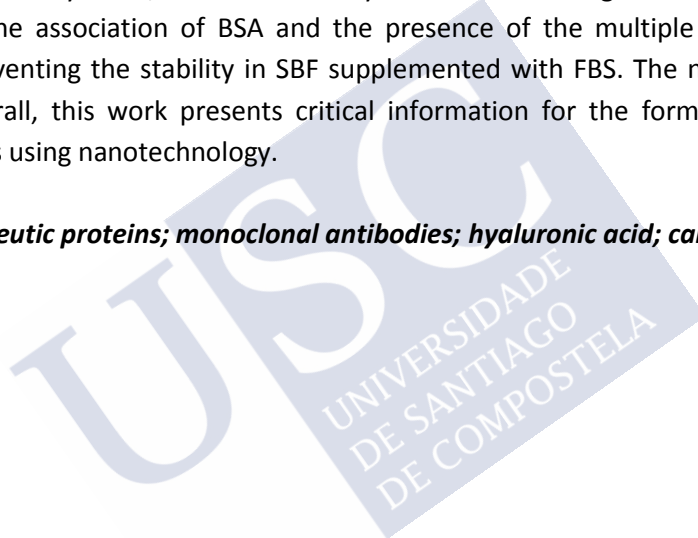 he association of BSA and the presence of the multiple
venting the stability in SBF supplemented with FBS. The n
rall, this work presents critical information for the form
s using nanotechnology.
eutic proteins; monoclonal antibodies; hyaluronic acid; ca
USC
UNIVERSIDADE
DE SANTIAGO
DE COMPOSTELA